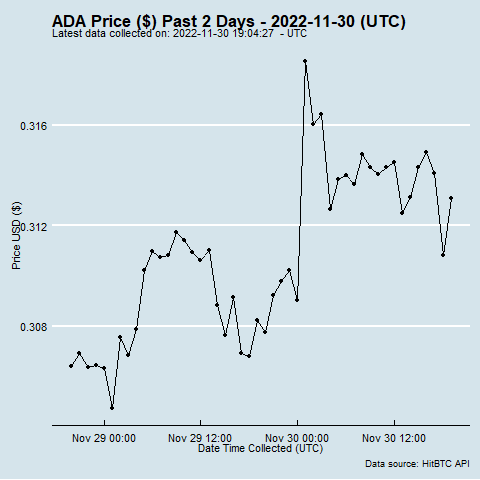 ADA Price ($) Past 2 Days - 2022-11-30 (UTC)
Latest data collected on: 2022-11-30 19:04:27 - UTC
0.316
0.312
0.308
Price USD ($)
Nov 29 00:00 Nov 29 12:00 Nov 30 00:00 Nov 30 12:00
Date Time Collected (UTC)
Data source: HitBTC API